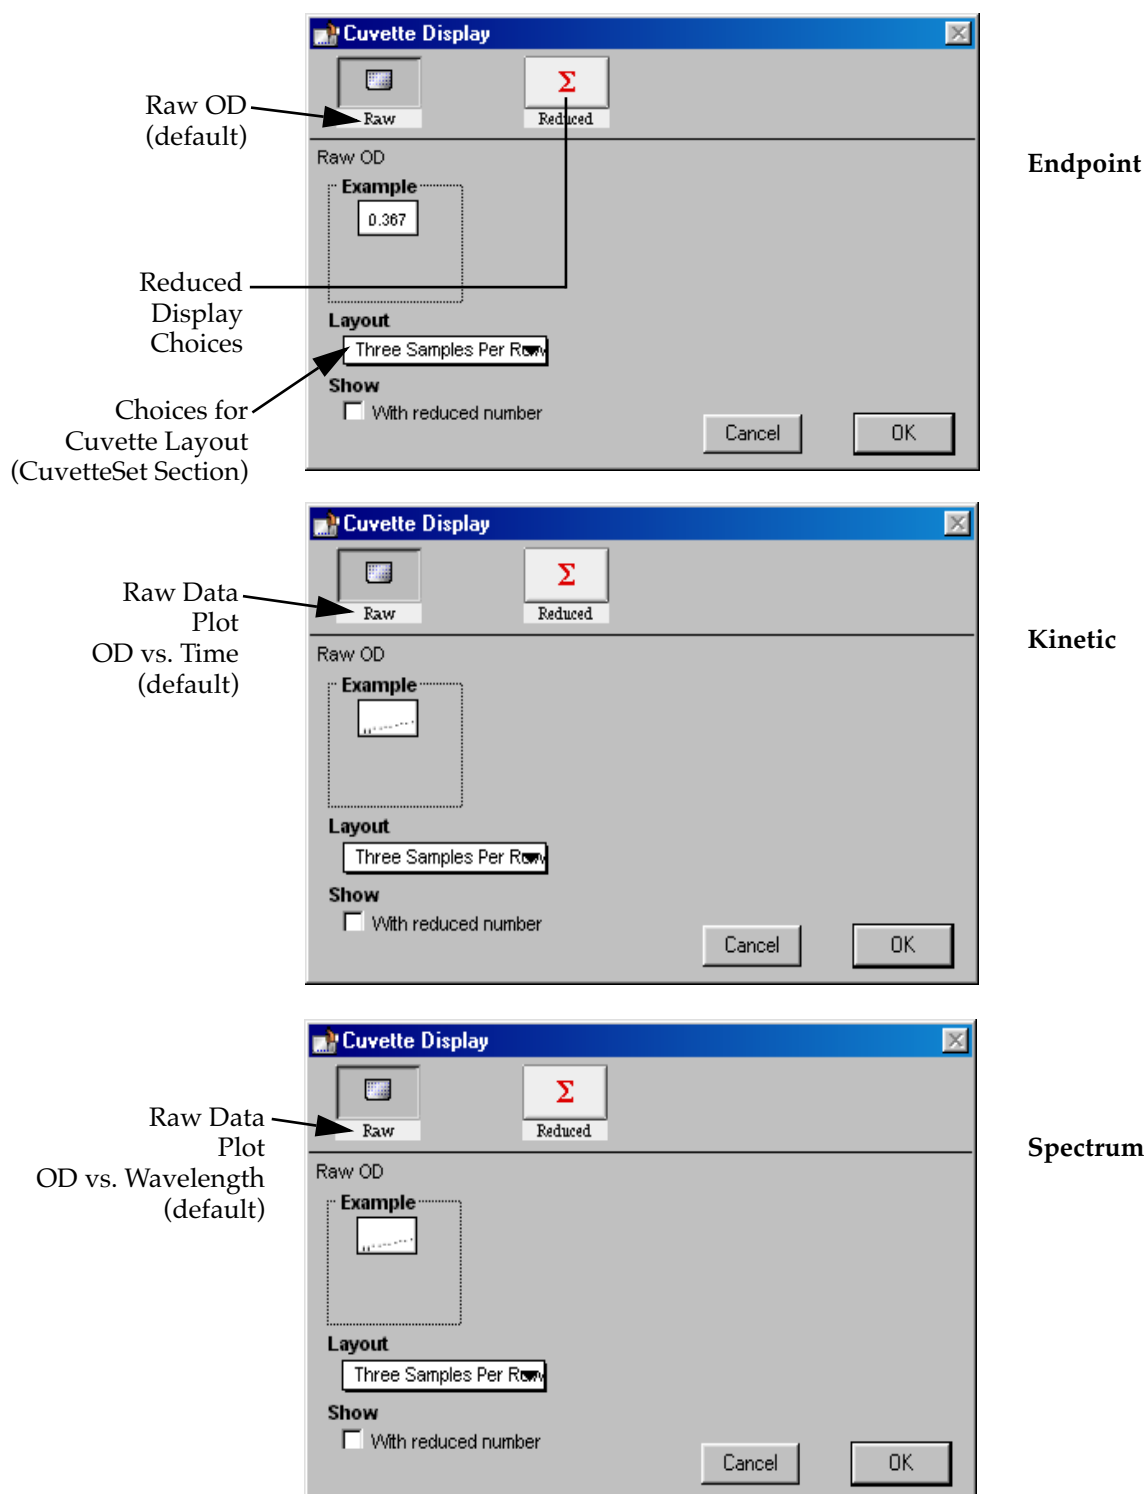 Cuvette Display
Raw
Σ
Reduced
Raw OD
(default)
Raw OD
Example
0.367
Endpoint
Reduced
Display
Choices
Layout
Three Samples Per Row
Show
With reduced number
Choices for
Cuvette Layout
(CuvetteSet Section)
Cancel
OK
Cuvette Display
Raw
Σ
Reduced
Raw Data
Plot
OD vs. Time
(default)
Raw OD
Example
Kinetic
Layout
Three Samples Per Row
Show
With reduced number
Cancel
OK
Cuvette Display
Raw
Σ
Reduced
Raw Data
Plot
OD vs. Wavelength
(default)
Raw OD
Example
Spectrum
Layout
Three Samples Per Row
Show
With reduced number
Cancel
OK